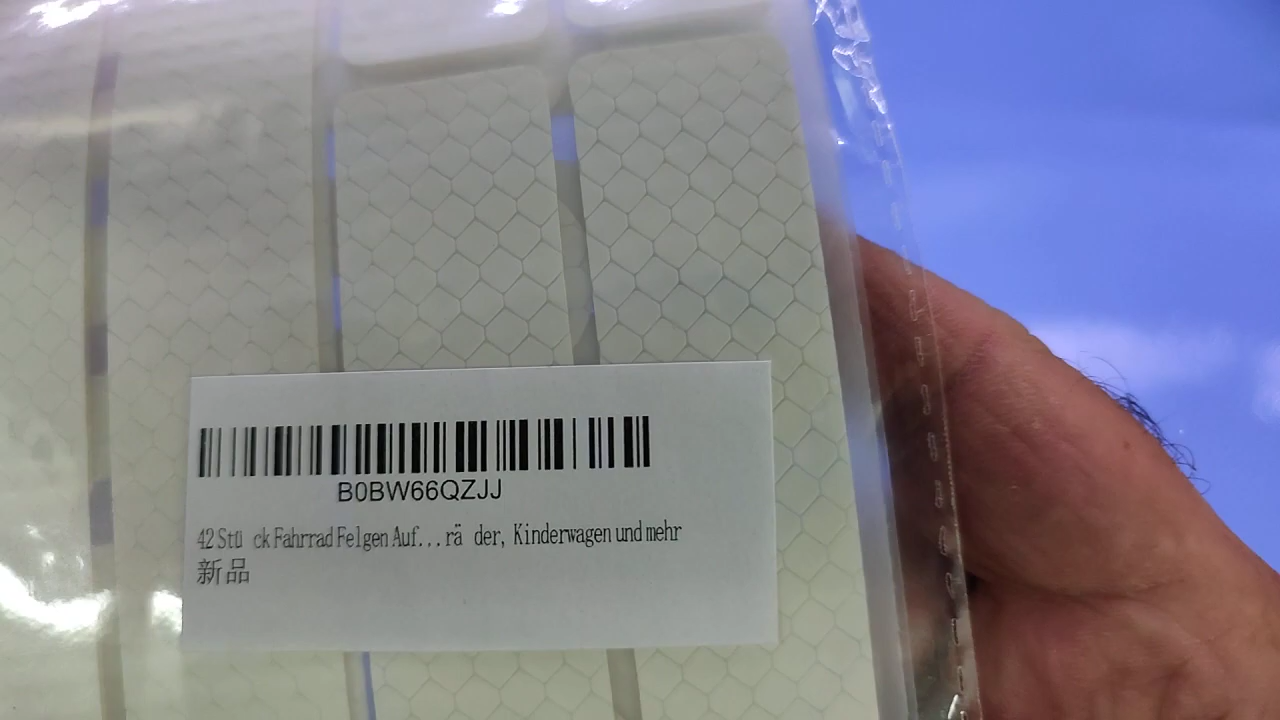 B0BW66QZJJ
42 Stü ck Fahrrad Felgen Auf...rä der, Kinderwagen und mehr
新品